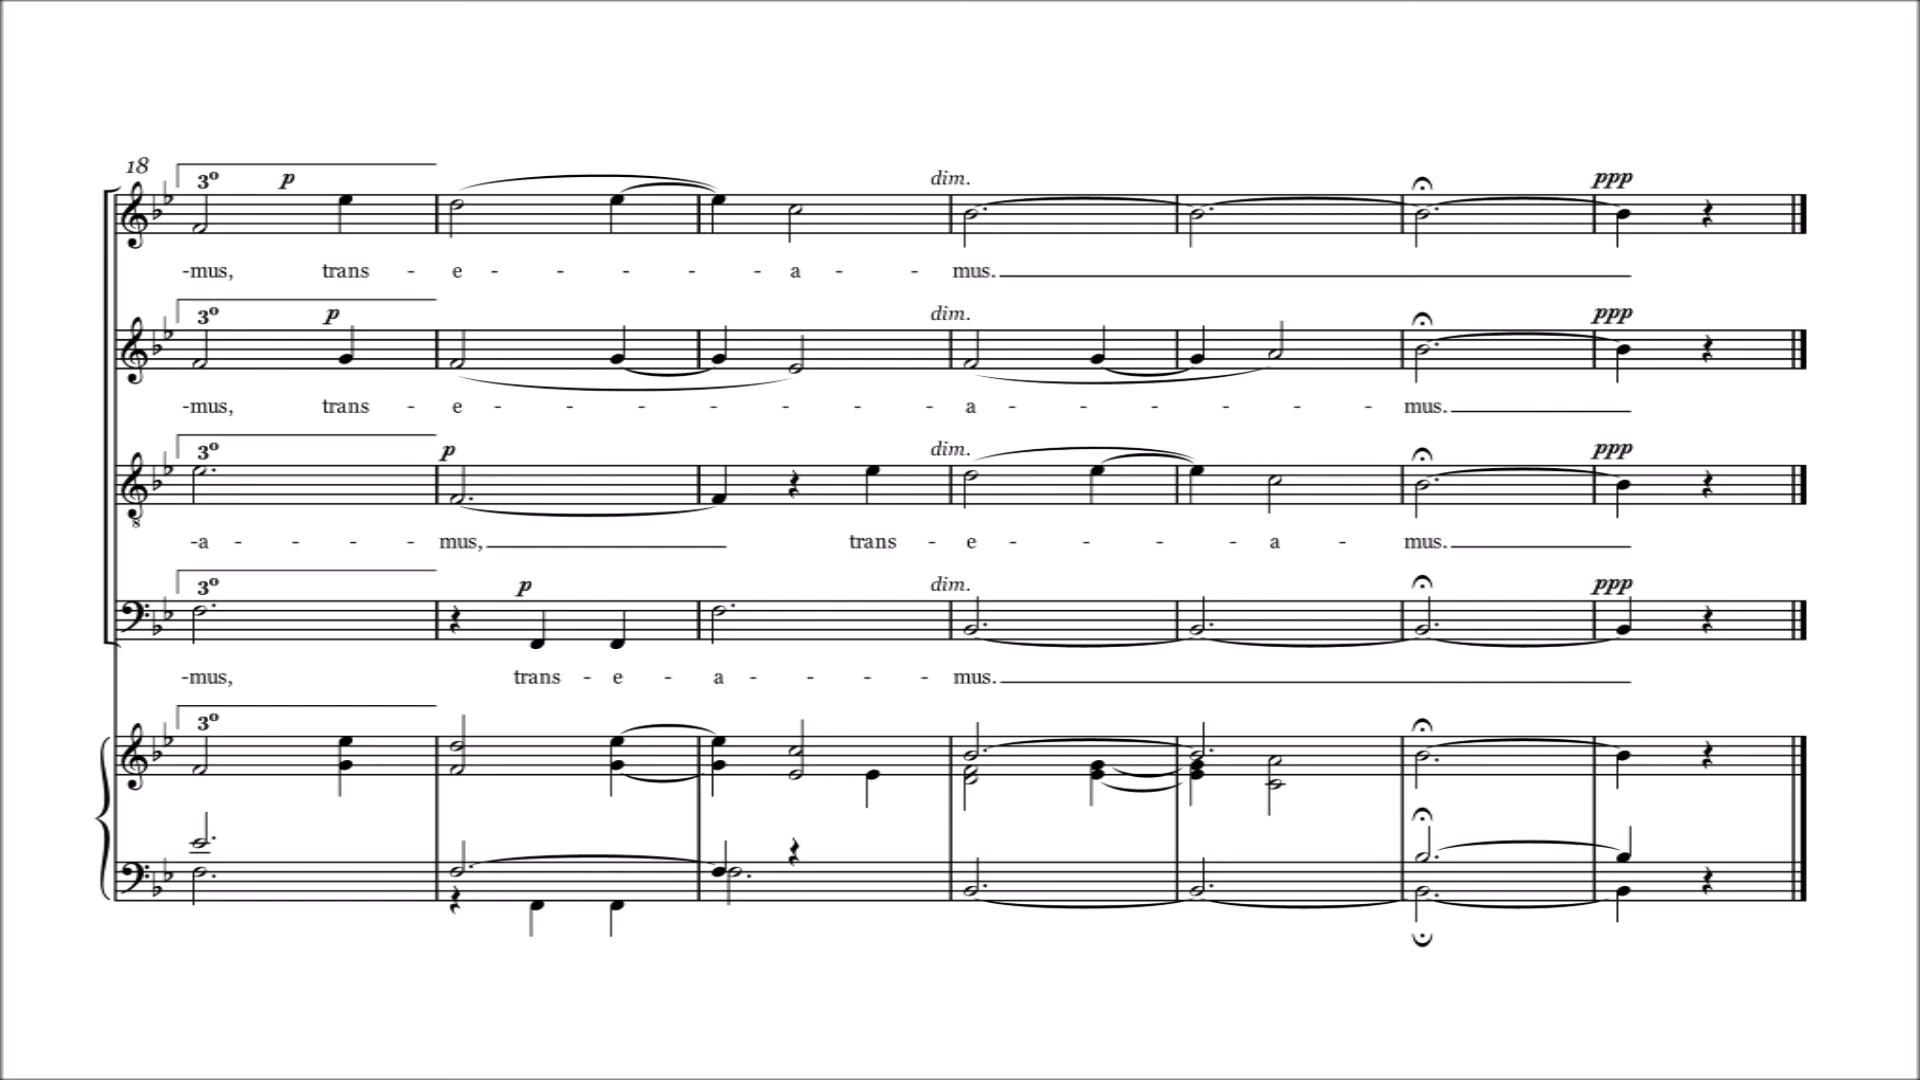 18
3º p dim. ppp
-mus, trans - e - - - - - a - - mus.
3º p dim. ppp
-mus, trans - e - - - - - a - - - - mus.
3º p dim. ppp
-a - - - mus, trans - e - - - a - mus.
3º p dim. ppp
-mus, trans - e - a - - - mus.
3º